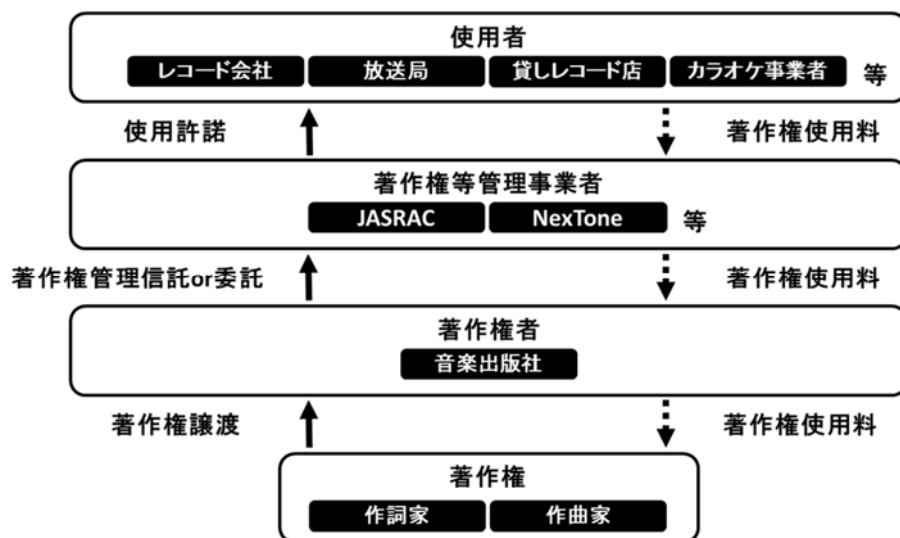 使用者
レコード会社 放送局 貸しレコード店 カラオケ事業者 等
使用許諾 著作権使用料
著作権等管理事業者
JASRAC NexTone 等
著作権管理信託or委託 著作権使用料
著作権者
音楽出版社
著作権譲渡 著作権使用料
著作権
作詞家 作曲家